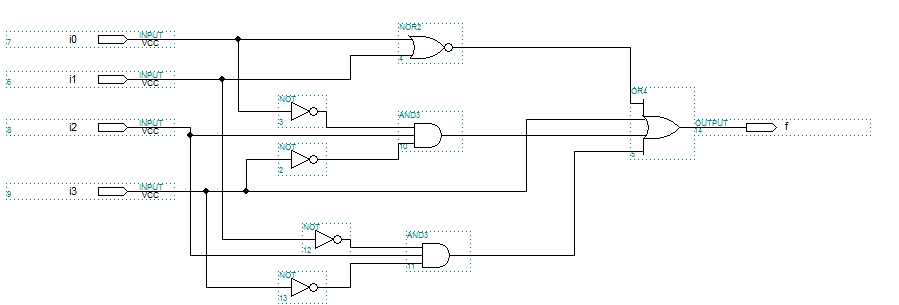 NOR2
7 i0 INPUT VCC
4
6 i1 INPUT VCC
OR4
NOT
3
AND3
8 i2 INPUT VCC
OUTPUT f
14
10
NOT
2
5
9 i3 INPUT VCC
NOT
12
AND3
11
NOT
13